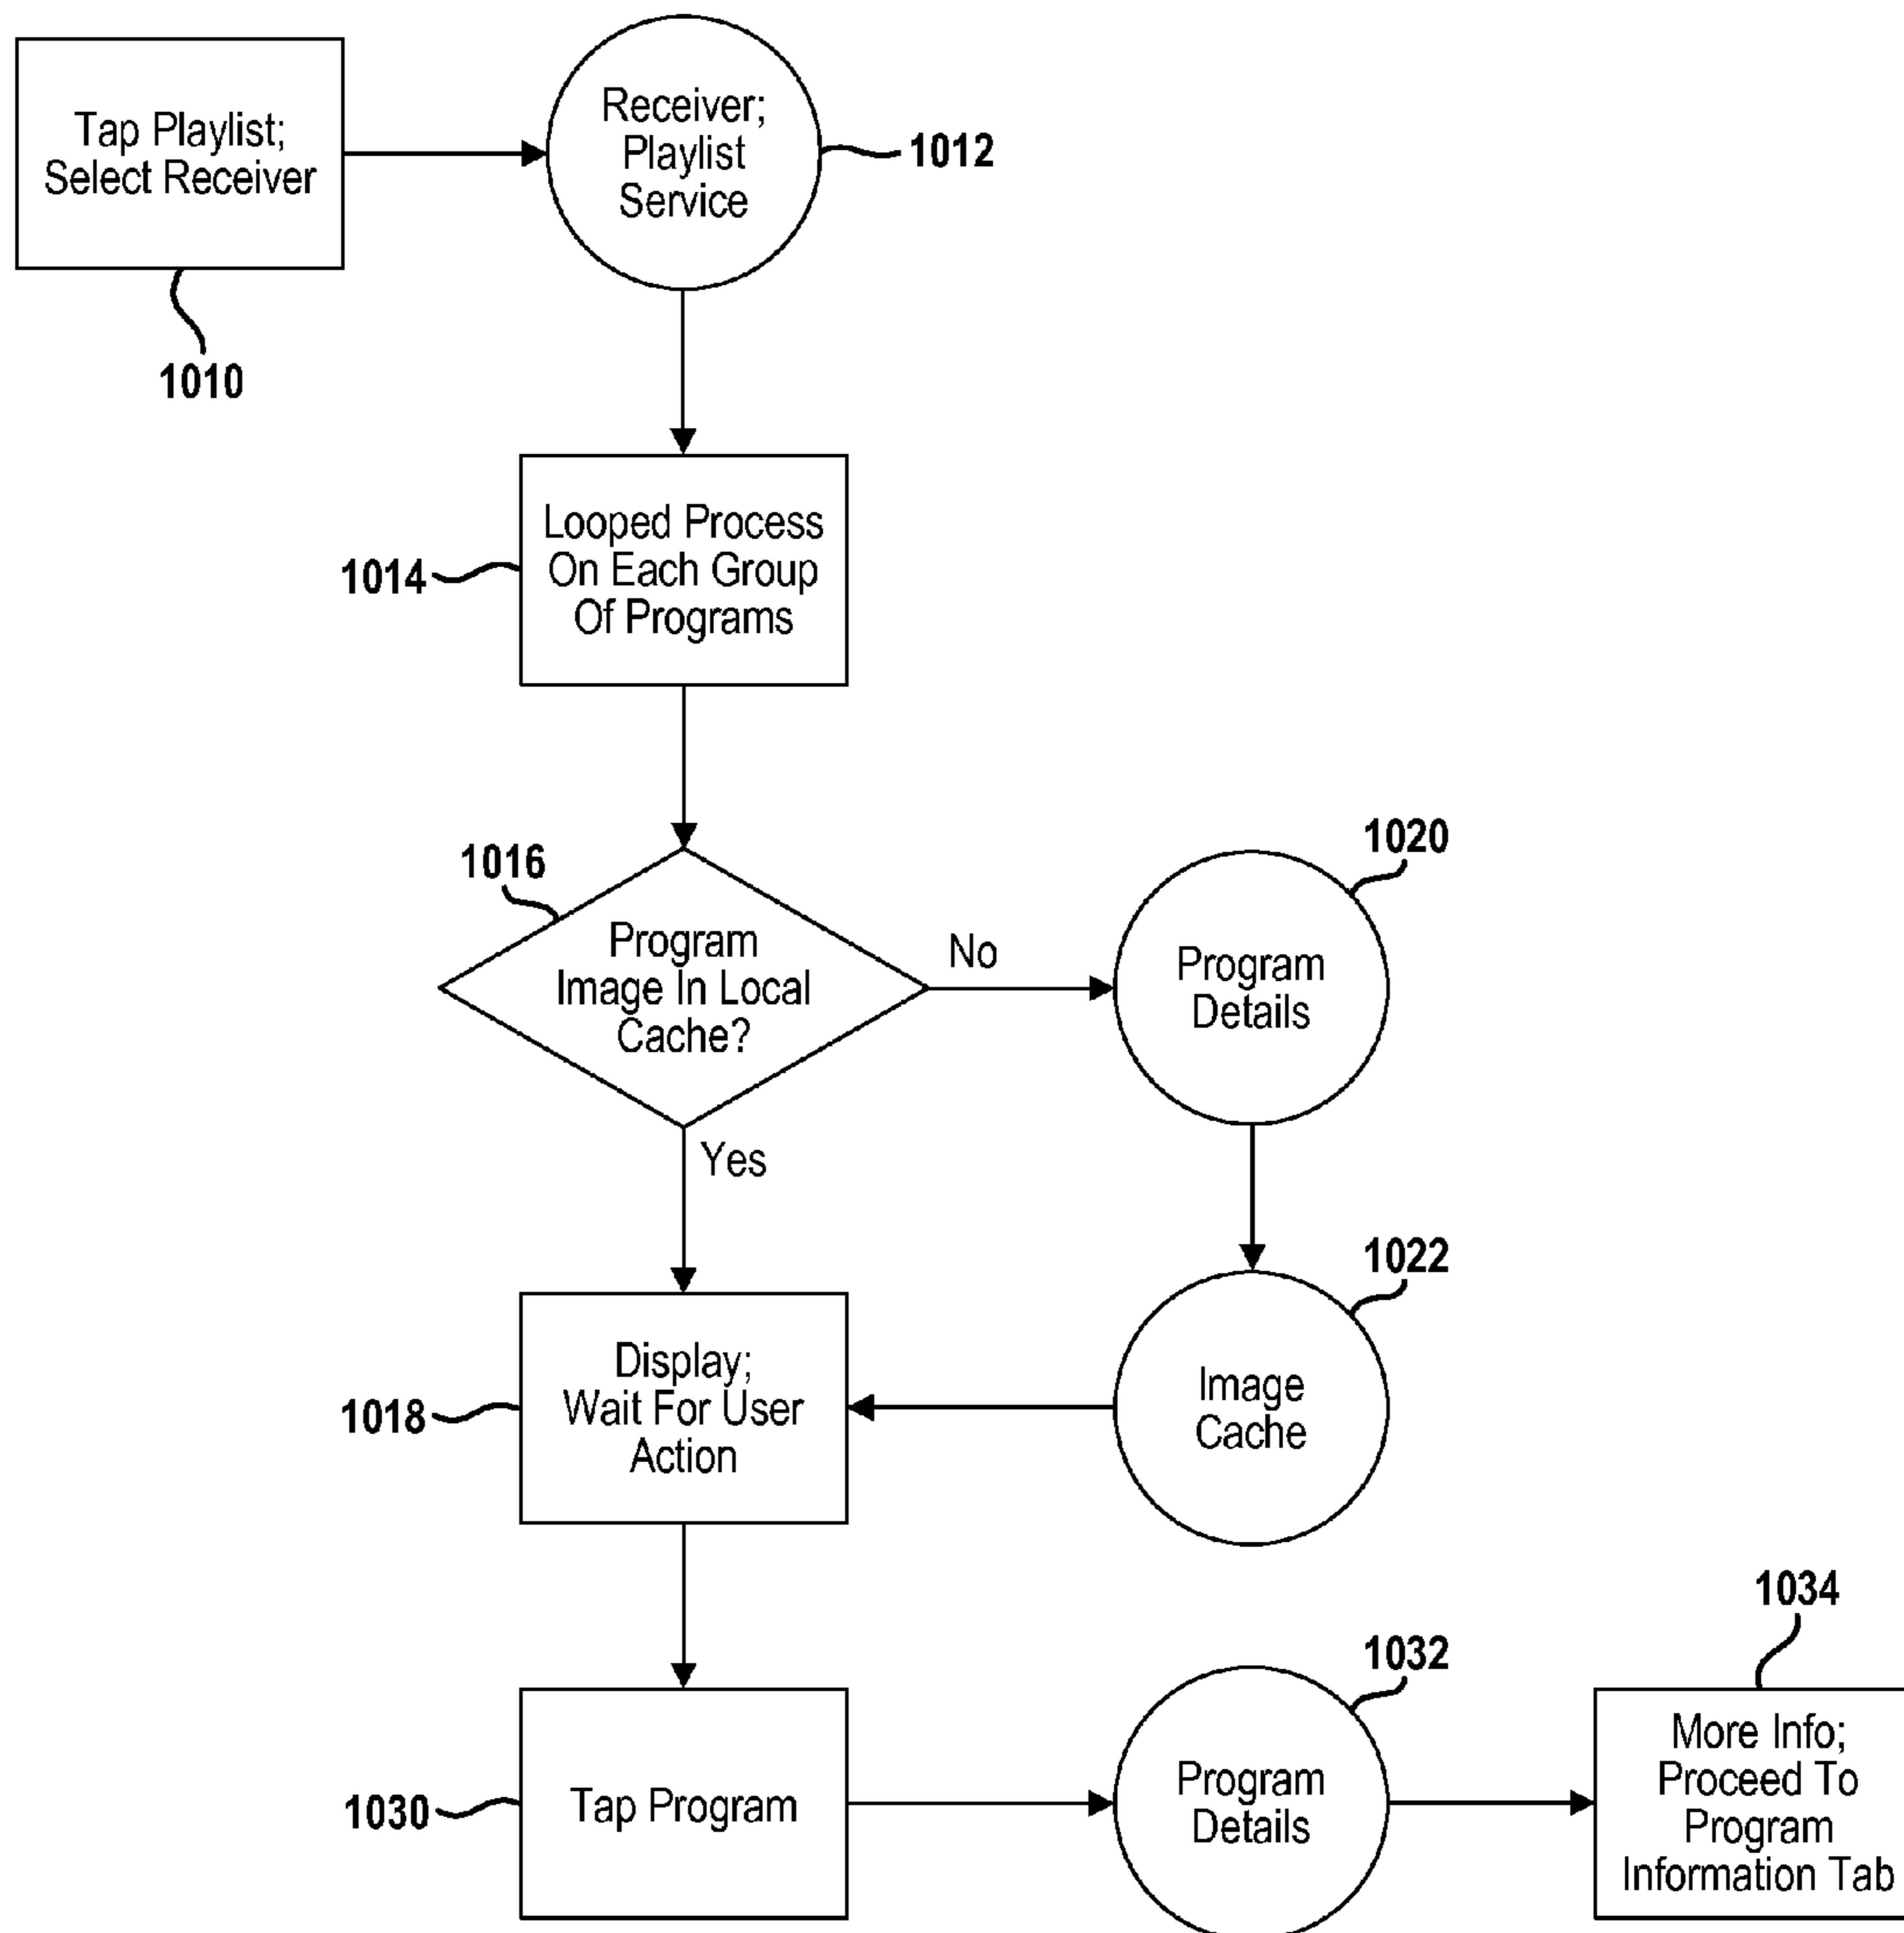 Tap Playlist;
Select Receiver
1010
Receiver;
Playlist
Service
1012
Looped Process
On Each Group
Of Programs
1014
1016
Program
Image In Local
Cache?
No
Yes
1020
Program
Details
1022
Image
Cache
Display;
Wait For User
Action
1018
Tap Program
1030
1032
Program
Details
1034
More Info;
Proceed To
Program
Information Tab